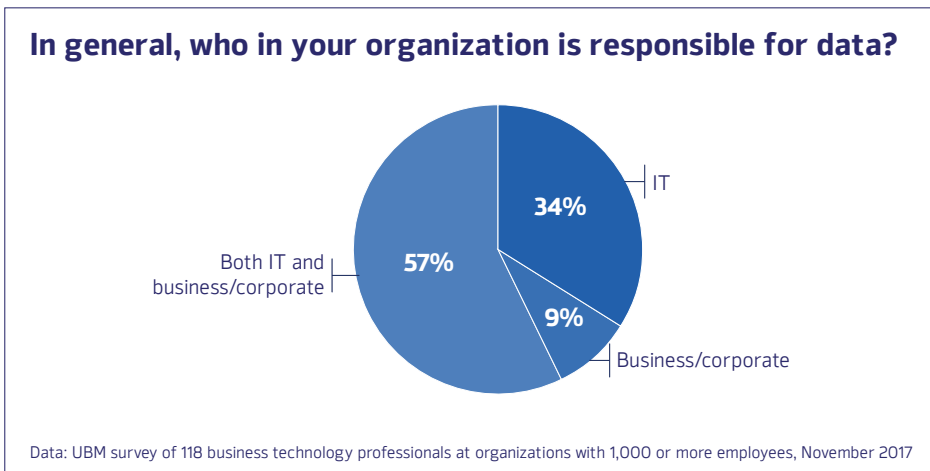 In general, who in your organization is responsible for data?
34%
IT
57%
Both IT and
business/corporate
9%
Business/corporate
Data: UBM survey of 118 business technology professionals at organizations with 1,000 or more employees, November 2017